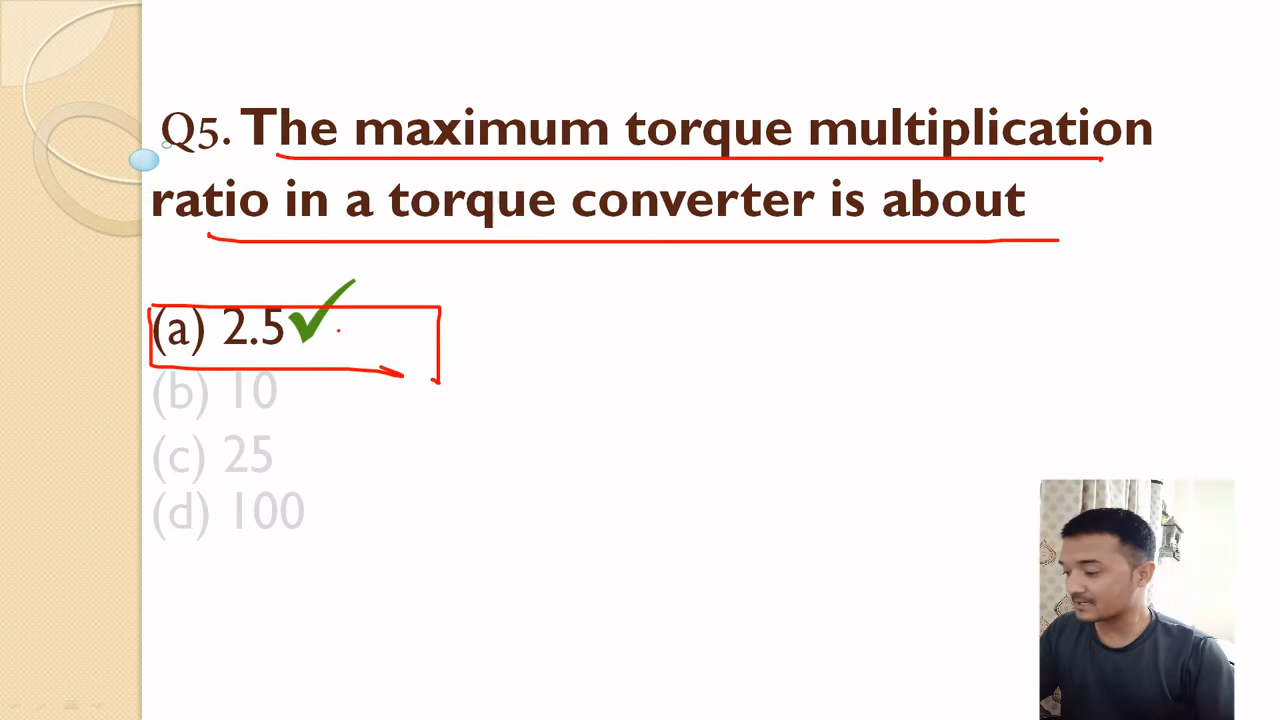 Q5. The maximum torque multiplication
ratio in a torque converter is about
(a) 2.5
(b) 10
(c) 25
(d) 100